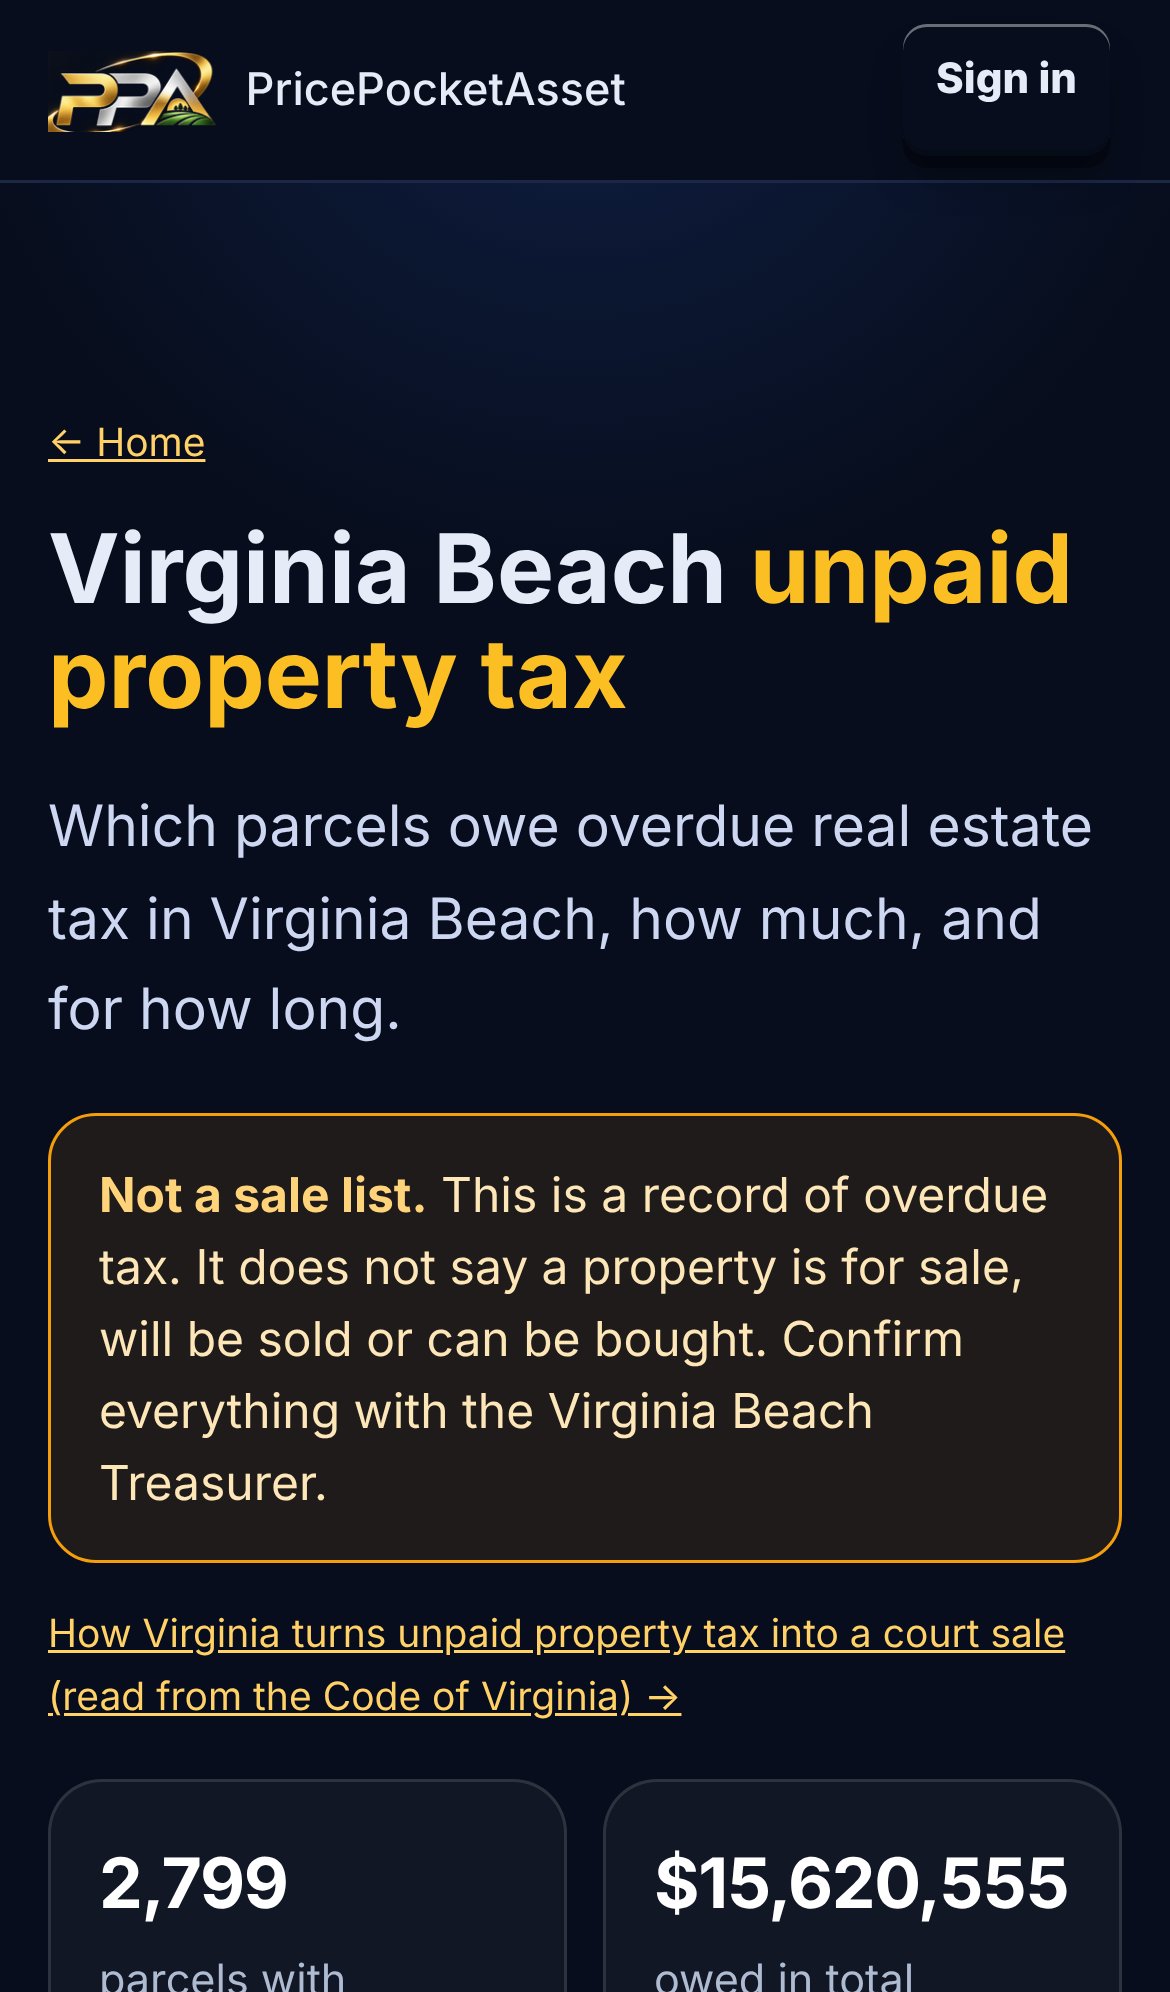 PPA PricePocketAsset
Sign in
← Home
Virginia Beach unpaid
property tax
Which parcels owe overdue real estate
tax in Virginia Beach, how much, and
for how long.
Not a sale list. This is a record of overdue
tax. It does not say a property is for sale,
will be sold or can be bought. Confirm
everything with the Virginia Beach
Treasurer.
How Virginia turns unpaid property tax into a court sale
(read from the Code of Virginia) →
2,799
parcels with
$15,620,555
owed in total